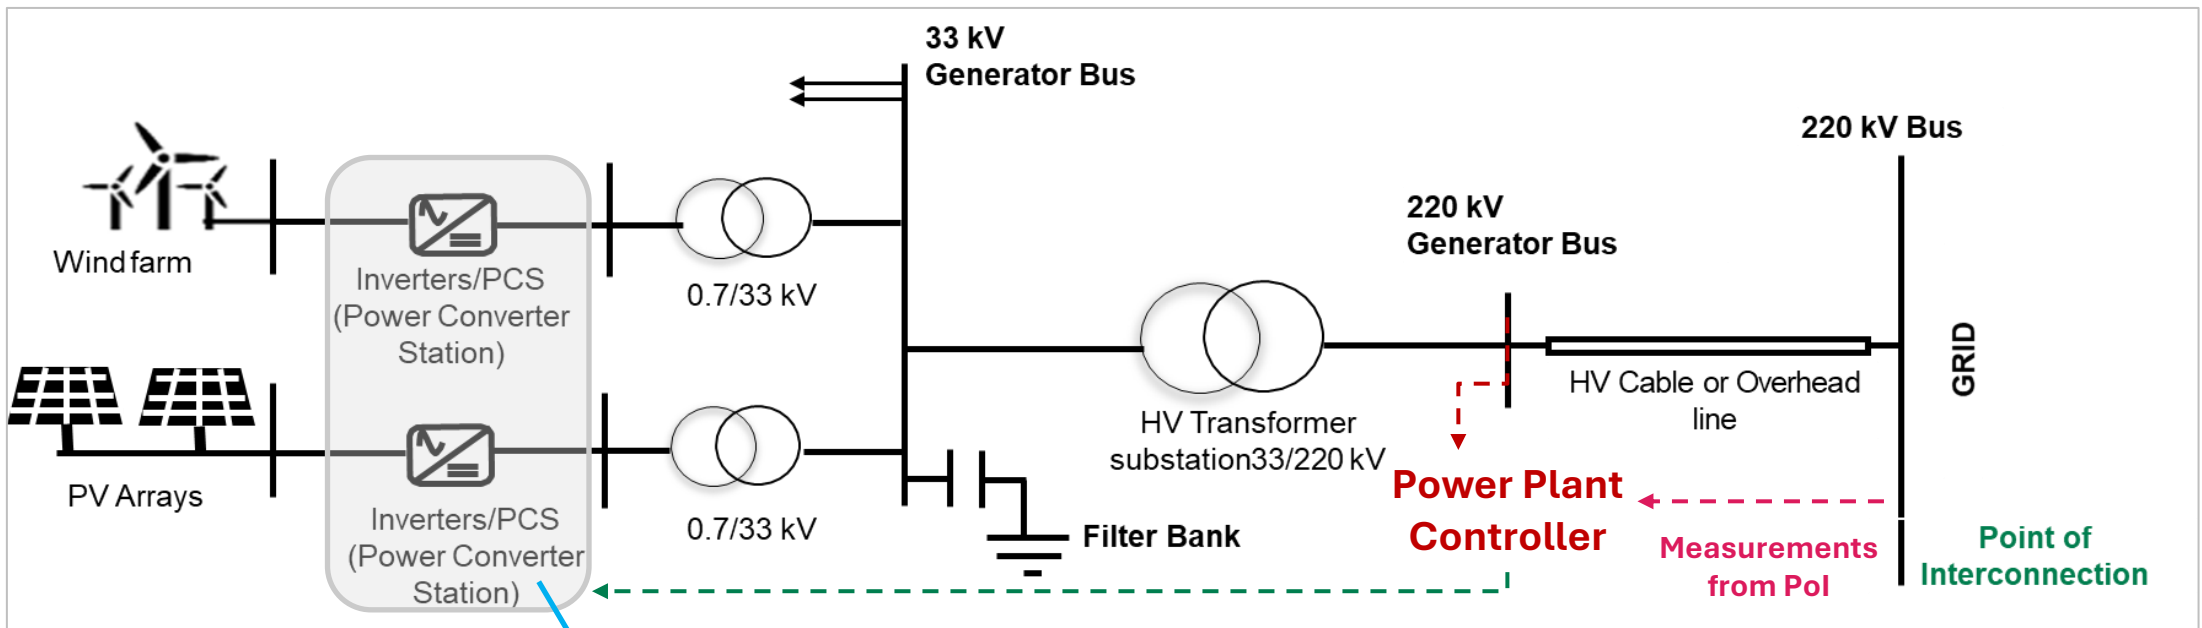 33 kV
Generator Bus
220 kV Bus
220 kV
Generator Bus
Wind farm
Inverters/PCS
(Power Converter
Station)
0.7/33 kV
HV Cable or Overhead
line
GRID
HV Transformer
substation33/220 kV
PV Arrays
Inverters/PCS
(Power Converter
Station)
0.7/33 kV
Filter Bank
Power Plant
Controller
Measurements
from PoI
Point of
Interconnection